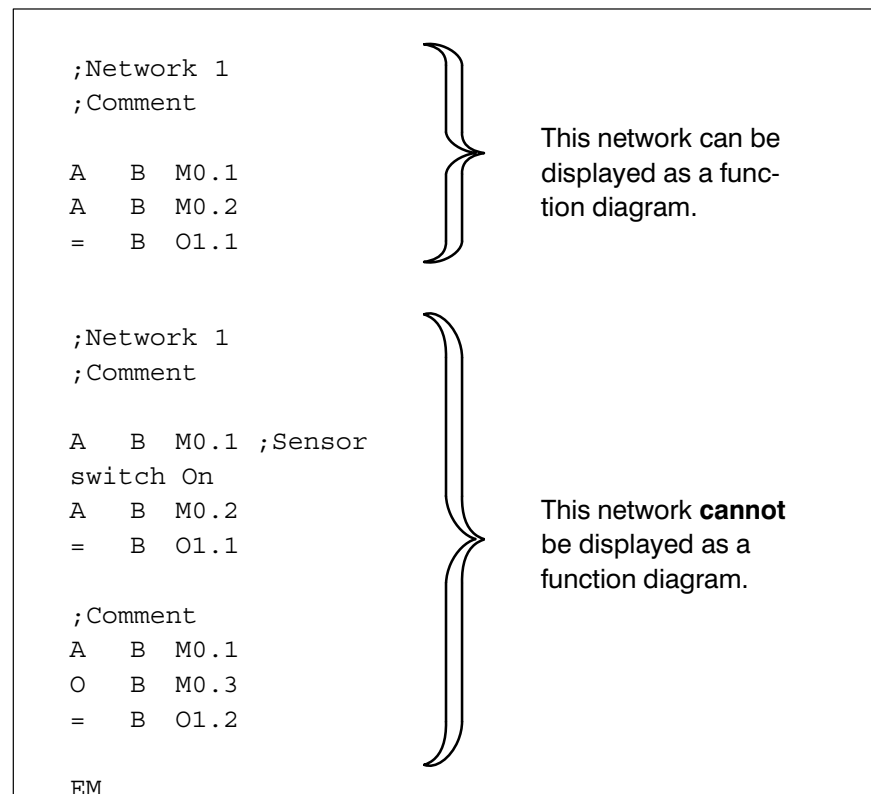 ;Network 1
;Comment
A B M0.1
A B M0.2
= B O1.1
This network can be
displayed as a func-
tion diagram.
;Network 1
;Comment
A B M0.1 ;Sensor
switch On
A B M0.2
= B O1.1
;Comment
A B M0.1
O B M0.3
= B O1.2
EM
This network cannot
be displayed as a
function diagram.